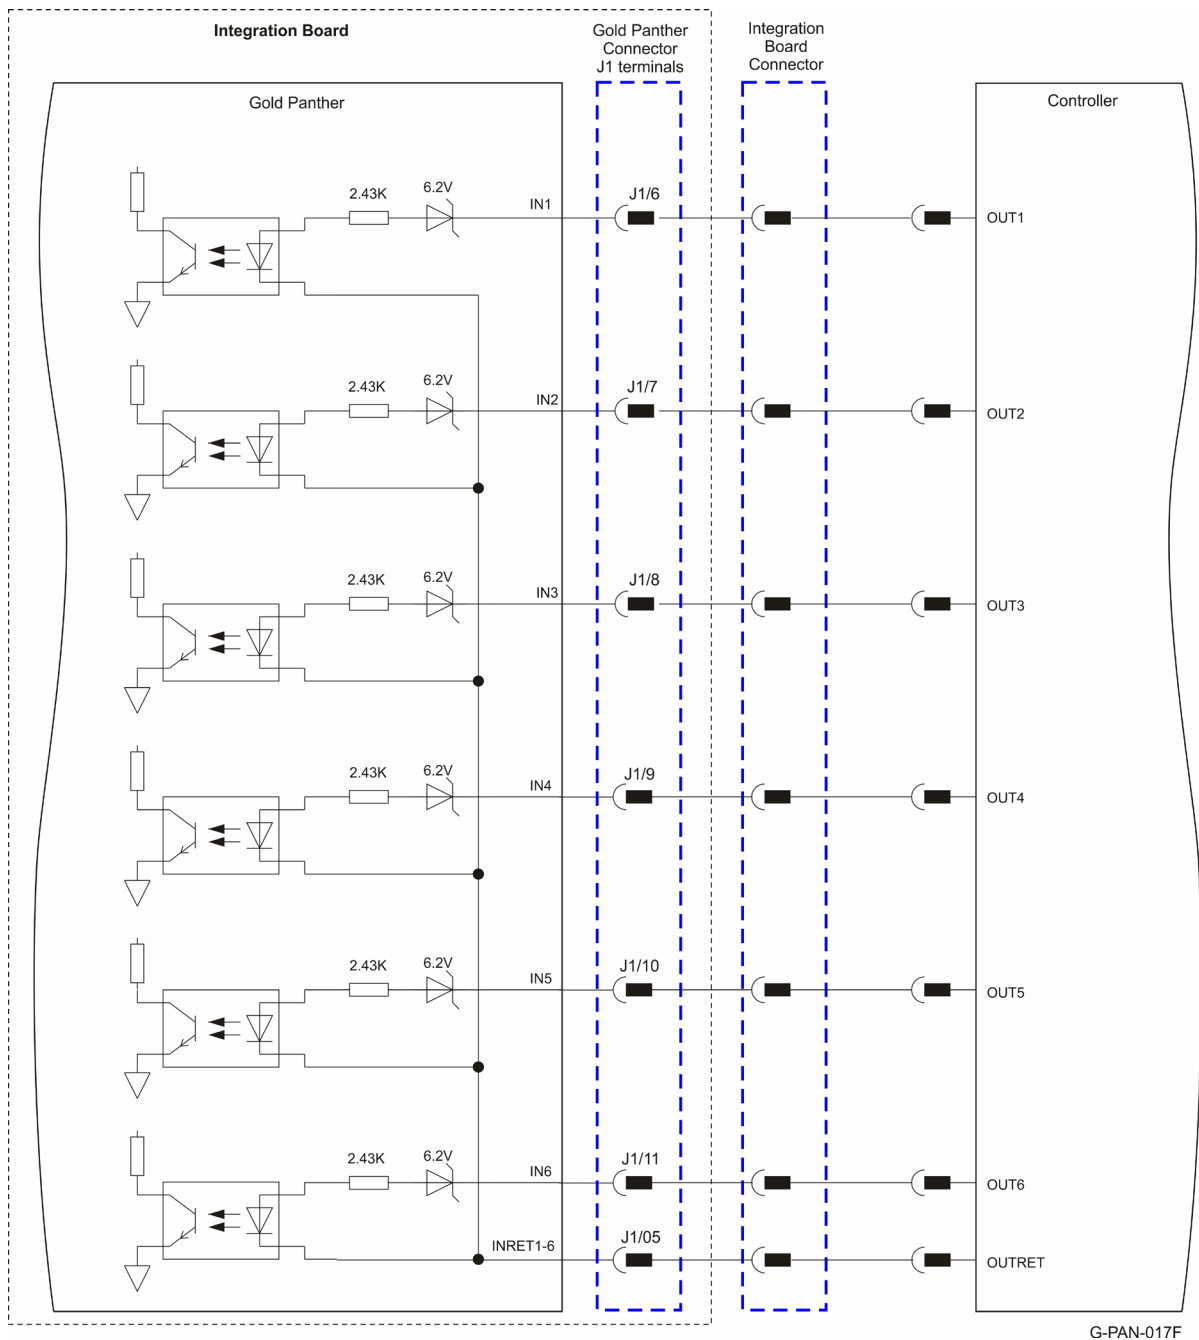 Integration Board
Gold Panther
Connector
J1 terminals
Integration
Board
Connector
Gold Panther
Controller
2.43K
6.2V
IN1
J1/6
OUT1
2.43K
6.2V
IN2
J1/7
OUT2
2.43K
6.2V
IN3
J1/8
OUT3
2.43K
6.2V
IN4
J1/9
OUT4
2.43K
6.2V
IN5
J1/10
OUT5
2.43K
6.2V
IN6
J1/11
OUT6
INRET1-6
J1/05
OUTRET
G-PAN-017F